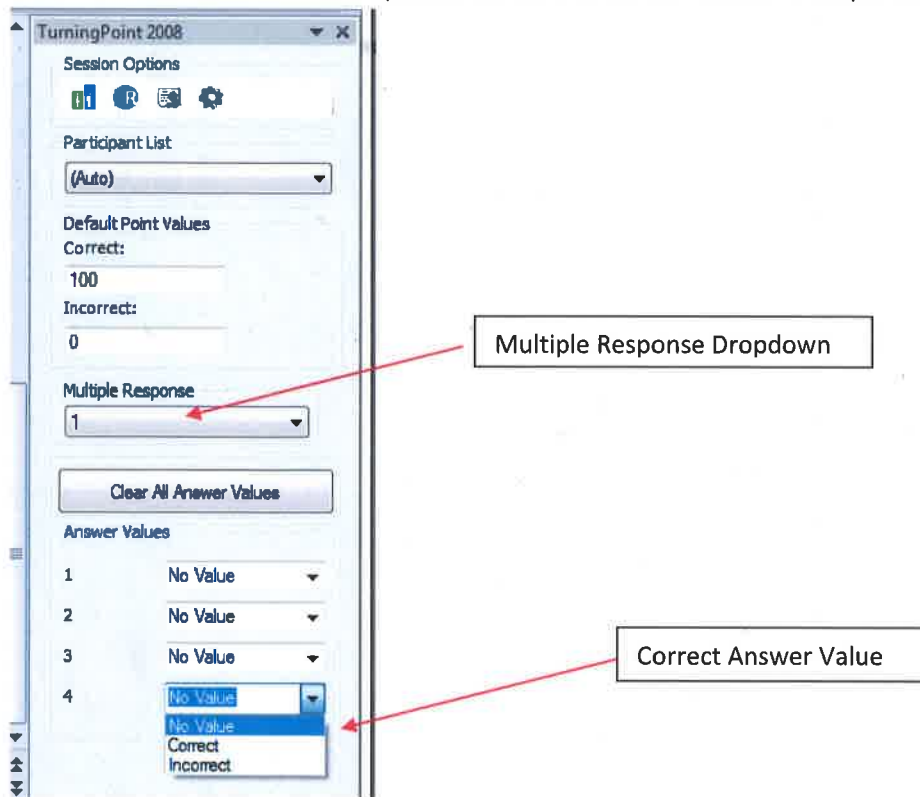 TurningPoint 2008
Session Options
Participant List
(Auto)
Default Point Values
Correct:
100
Incorrect:
0
Multiple Response Dropdown
Multiple Response
1
Clear All Answer Values
Answer Values
1 No Value
2 No Value
3 No Value
Correct Answer Value
4 No Value
No Value
Correct
Incorrect